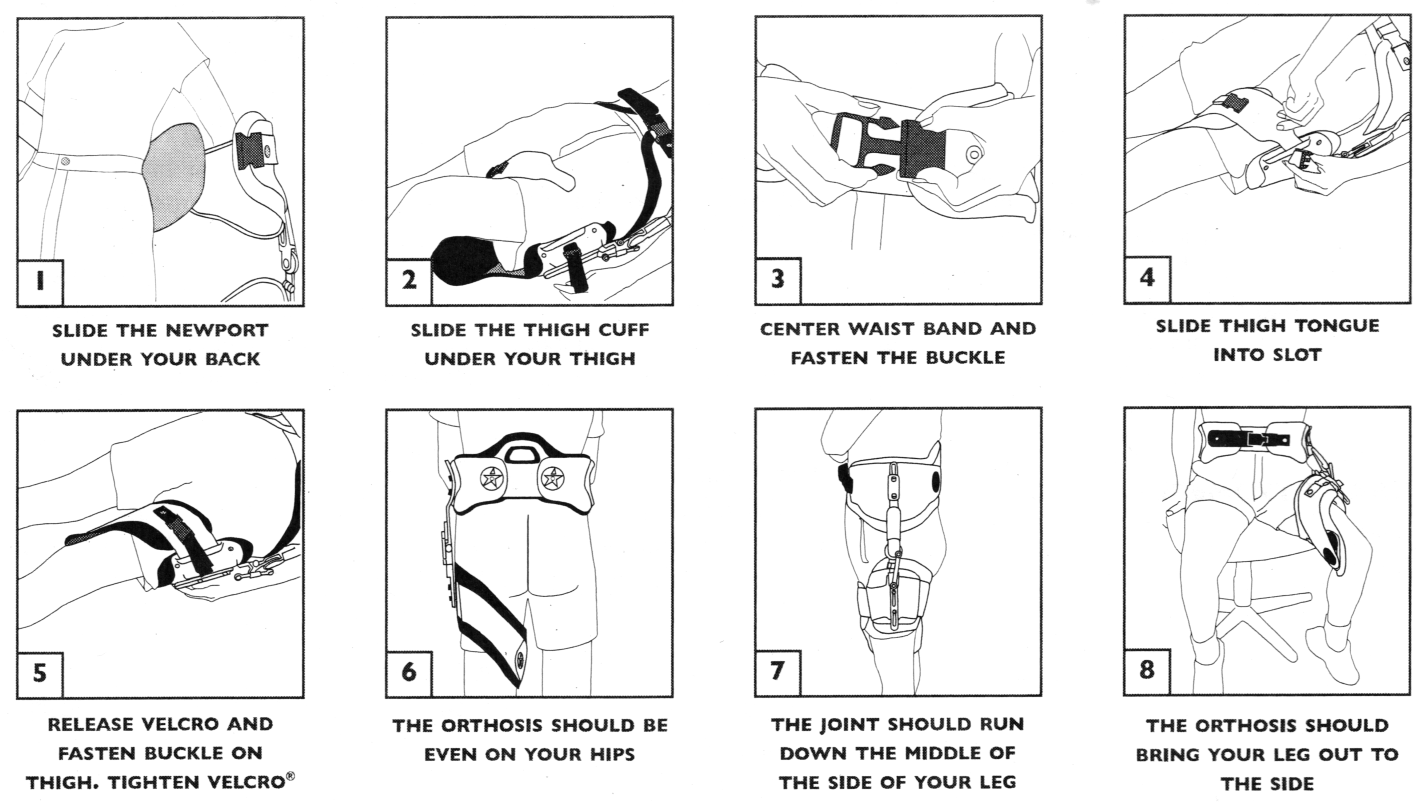 1
SLIDE THE NEWPORT
UNDER YOUR BACK
2
SLIDE THE THIGH CUFF
UNDER YOUR THIGH
3
CENTER WAIST BAND AND
FASTEN THE BUCKLE
4
SLIDE THIGH TONGUE
INTO SLOT
5
RELEASE VELCRO AND
FASTEN BUCKLE ON
THIGH. TIGHTEN VELCRO®
6
THE ORTHOSIS SHOULD BE
EVEN ON YOUR HIPS
7
THE JOINT SHOULD RUN
DOWN THE MIDDLE OF
THE SIDE OF YOUR LEG
8
THE ORTHOSIS SHOULD
BRING YOUR LEG OUT TO
THE SIDE